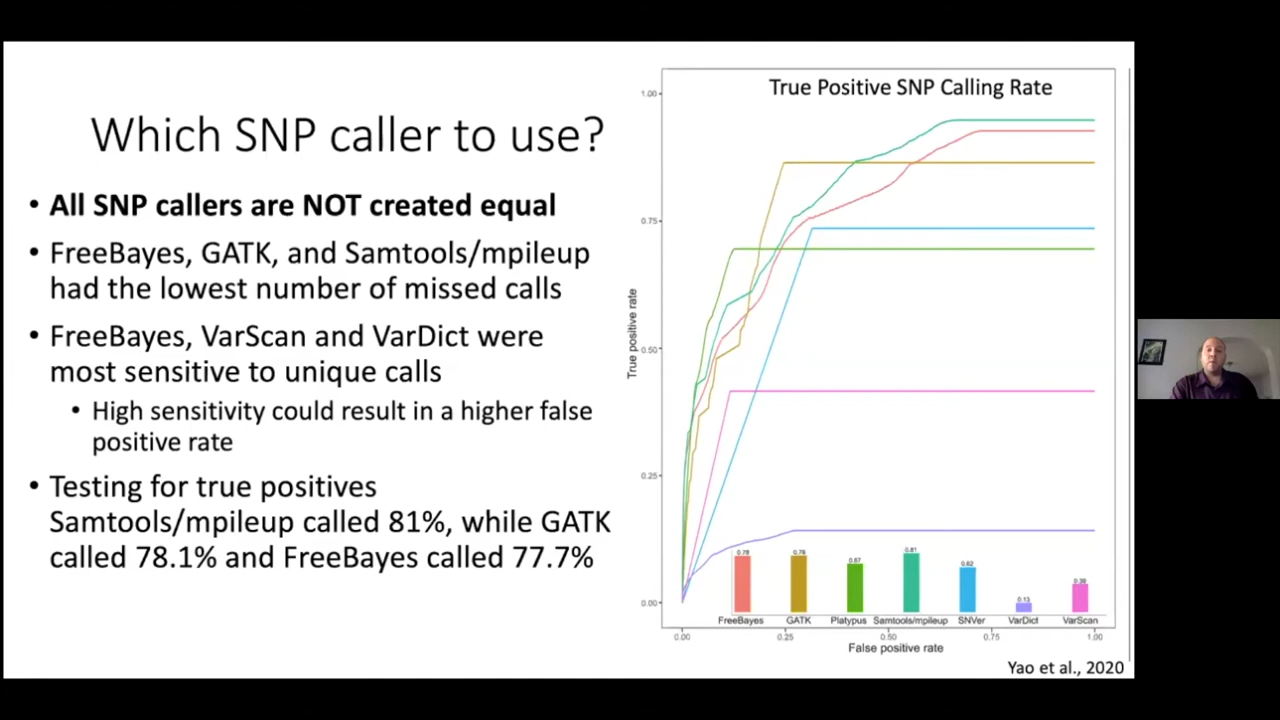 Which SNP caller to use?
• All SNP callers are NOT created equal
• FreeBayes, GATK, and Samtools/mpileup
had the lowest number of missed calls
• FreeBayes, VarScan and VarDict were
most sensitive to unique calls
• High sensitivity could result in a higher false
positive rate
• Testing for true positives
Samtools/mpileup called 81%, while GATK
called 78.1% and FreeBayes called 77.7%
True Positive SNP Calling Rate
1.00
0.75
0.50
0.25
0.00
True positive rate
0.78 0.78 0.67 0.81 0.62 0.13 0.39
FreeBayes GATK Platypus Samtools/mpileup SNVer VarDict VarScan
0.00 0.25 0.50 0.75 1.00
False positive rate
Yao et al., 2020